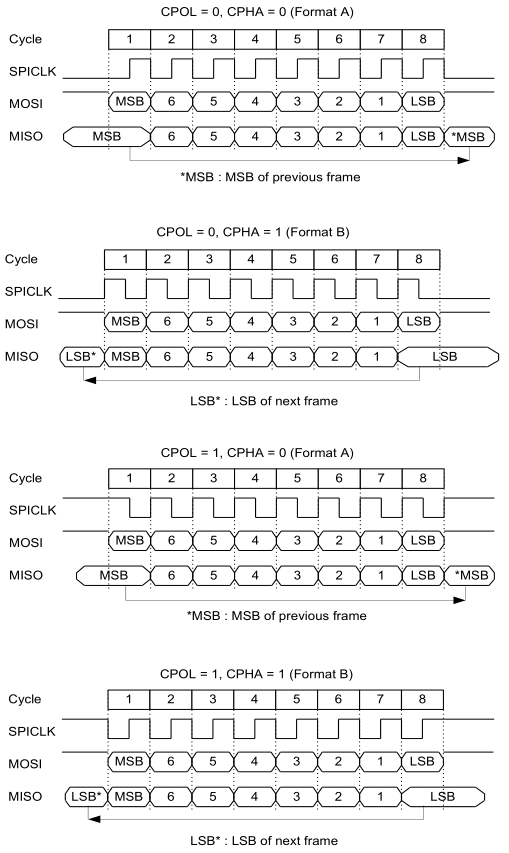 CPOL = 0, CPHA = 0 (Format A)
Cycle 1 2 3 4 5 6 7 8
SPICLK
MOSI MSB 6 5 4 3 2 1 LSB
MISO MSB 6 5 4 3 2 1 LSB *MSB
*MSB : MSB of previous frame
CPOL = 0, CPHA = 1 (Format B)
Cycle 1 2 3 4 5 6 7 8
SPICLK
MOSI MSB 6 5 4 3 2 1 LSB
MISO LSB* MSB 6 5 4 3 2 1 LSB
LSB* : LSB of next frame
CPOL = 1, CPHA = 0 (Format A)
Cycle 1 2 3 4 5 6 7 8
SPICLK
MOSI MSB 6 5 4 3 2 1 LSB
MISO MSB 6 5 4 3 2 1 LSB *MSB
*MSB : MSB of previous frame
CPOL = 1, CPHA = 1 (Format B)
Cycle 1 2 3 4 5 6 7 8
SPICLK
MOSI MSB 6 5 4 3 2 1 LSB
MISO LSB* MSB 6 5 4 3 2 1 LSB
LSB* : LSB of next frame